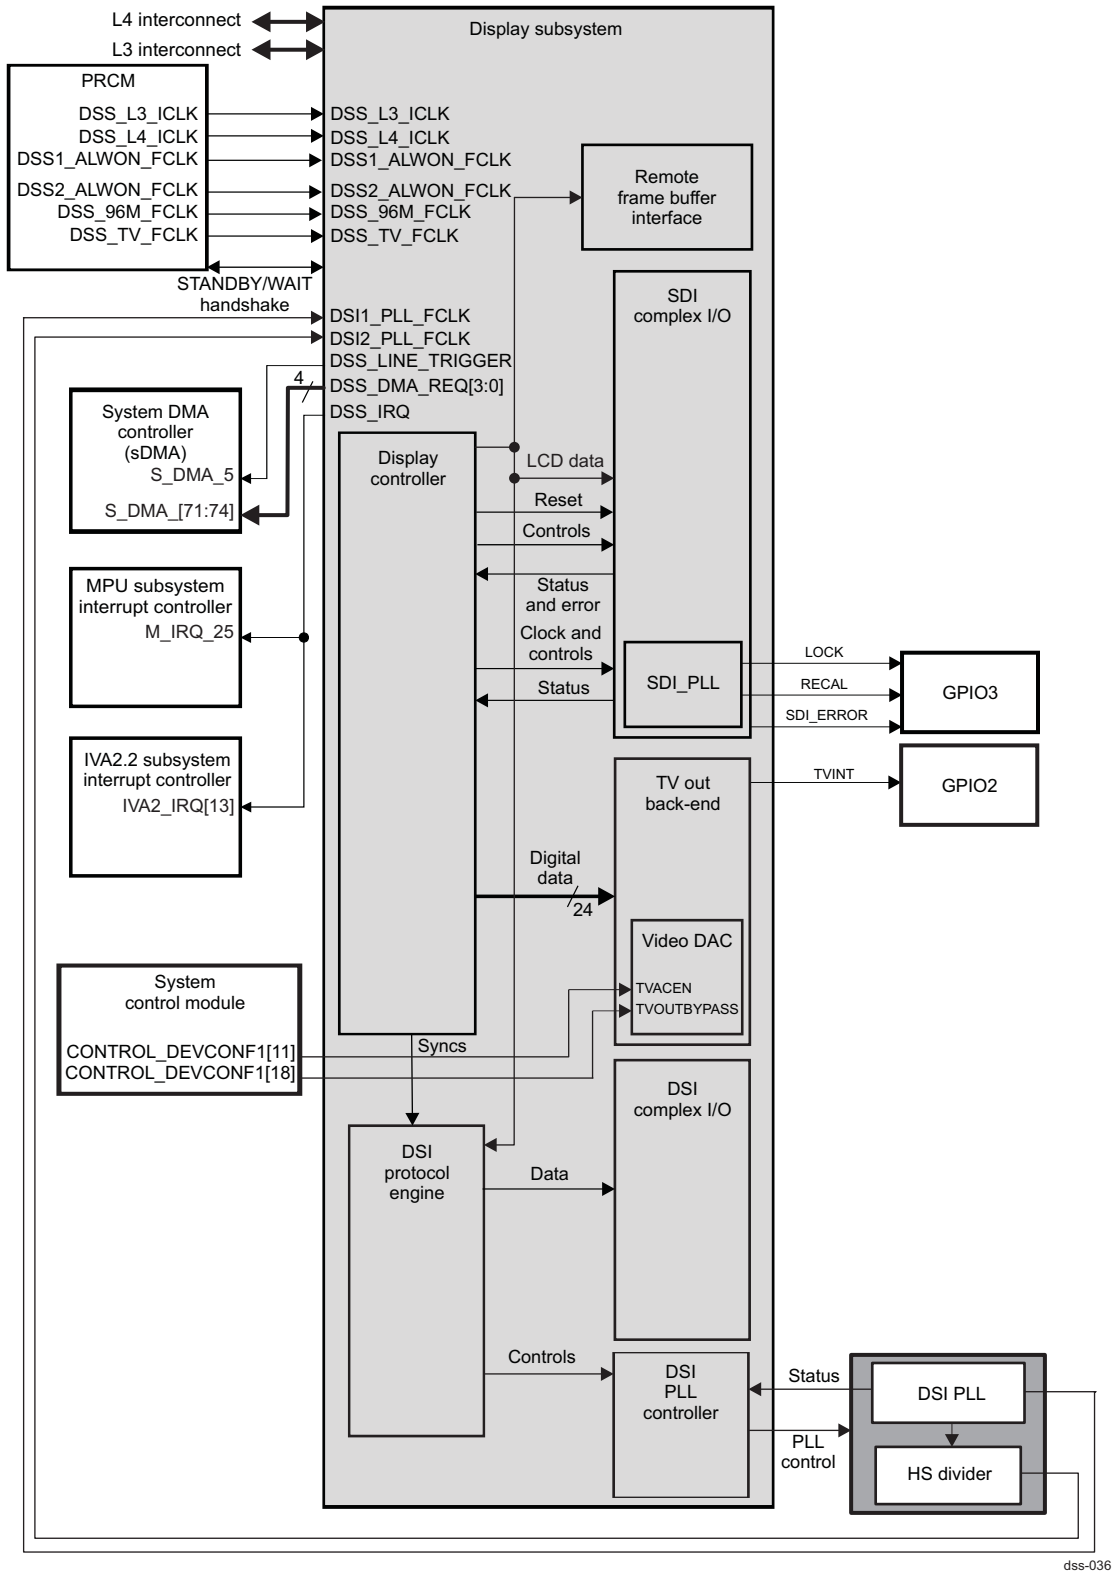 L4 interconnect
L3 interconnect
Display subsystem
PRCM
DSS_L3_ICLK
DSS_L4_ICLK
DSS1_ALWON_FCLK
DSS2_ALWON_FCLK
DSS_96M_FCLK
DSS_TV_FCLK
DSS_L3_ICLK
DSS_L4_ICLK
DSS1_ALWON_FCLK
DSS2_ALWON_FCLK
DSS_96M_FCLK
DSS_TV_FCLK
STANDBY/WAIT
handshake
DSI1_PLL_FCLK
DSI2_PLL_FCLK
DSS_LINE_TRIGGER
DSS_DMA_REQ[3:0]
DSS_IRQ
4
Remote
frame buffer
interface
SDI
complex I/O
System DMA
controller
(sDMA)
S_DMA_5
S_DMA_[71:74]
Display
controller
LCD data
Reset
Controls
Status
and error
Clock and
controls
Status
SDI_PLL
MPU subsystem
interrupt controller
M_IRQ_25
LOCK
RECAL
SDI_ERROR
GPIO3
IVA2.2 subsystem
interrupt controller
IVA2_IRQ[13]
TV out
back-end
TVINT
GPIO2
Digital
data
24
Video DAC
TVACEN
TVOUTBYPASS
System
control module
CONTROL_DEVCONF1[11]
CONTROL_DEVCONF1[18]
Syncs
DSI
complex I/O
DSI
protocol
engine
Data
Controls
DSI
PLL
controller
Status
PLL
control
DSI PLL
HS divider
dss-036